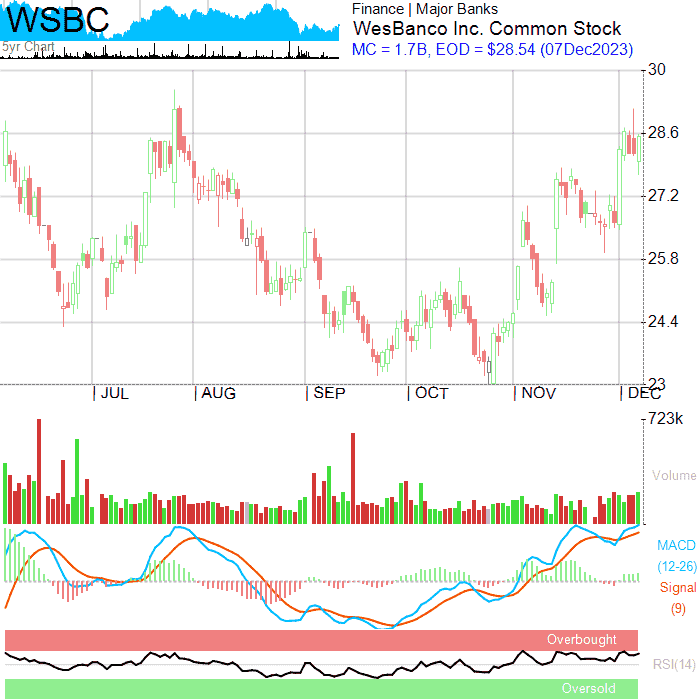 WSBC
5yr Chart
Finance | Major Banks
WesBanco Inc. Common Stock
MC = 1.7B, EOD = $28.54 (07Dec2023)
30
28.6
27.2
25.8
24.4
23
JUL AUG SEP OCT NOV DEC
723k
Volume
MACD
(12-26)
Signal
(9)
Overbought
RSI(14)
Oversold